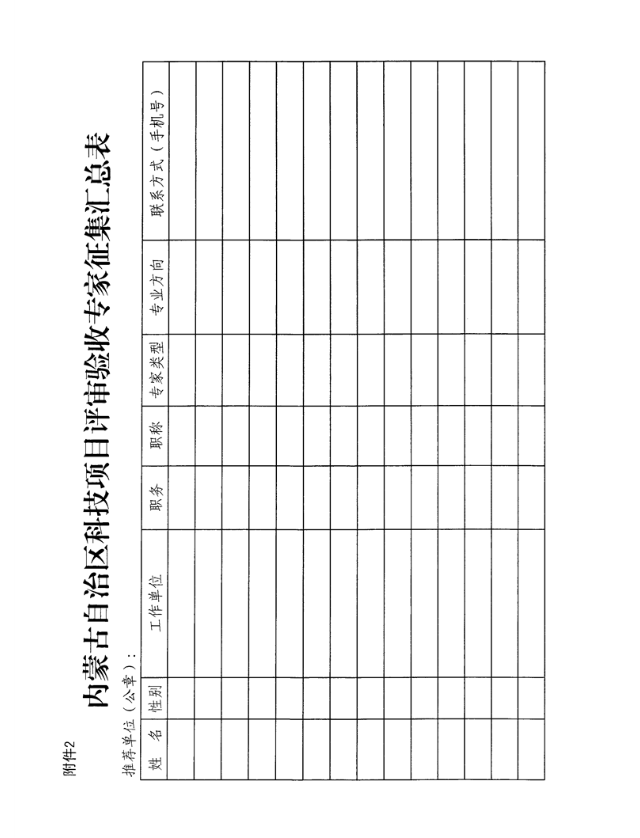 附件2
内蒙古自治区科技项目评审验收专家征集汇总表
推荐单位（公章）：
姓 名 性别 工作单位 职务 职称 专家类型 专业方向 联系方式（手机号）